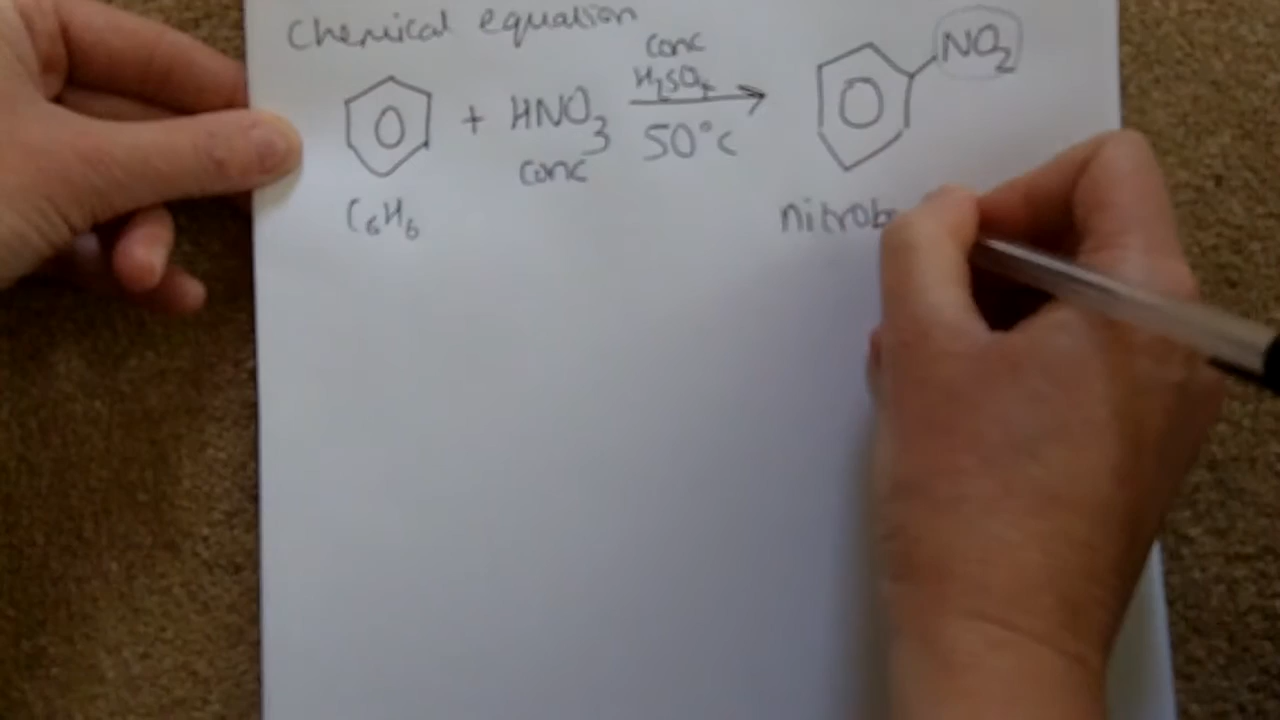 Chemical equation
conc
H2SO4
+ HNO3
50°C
NO2
conc
C6H6
nitrob